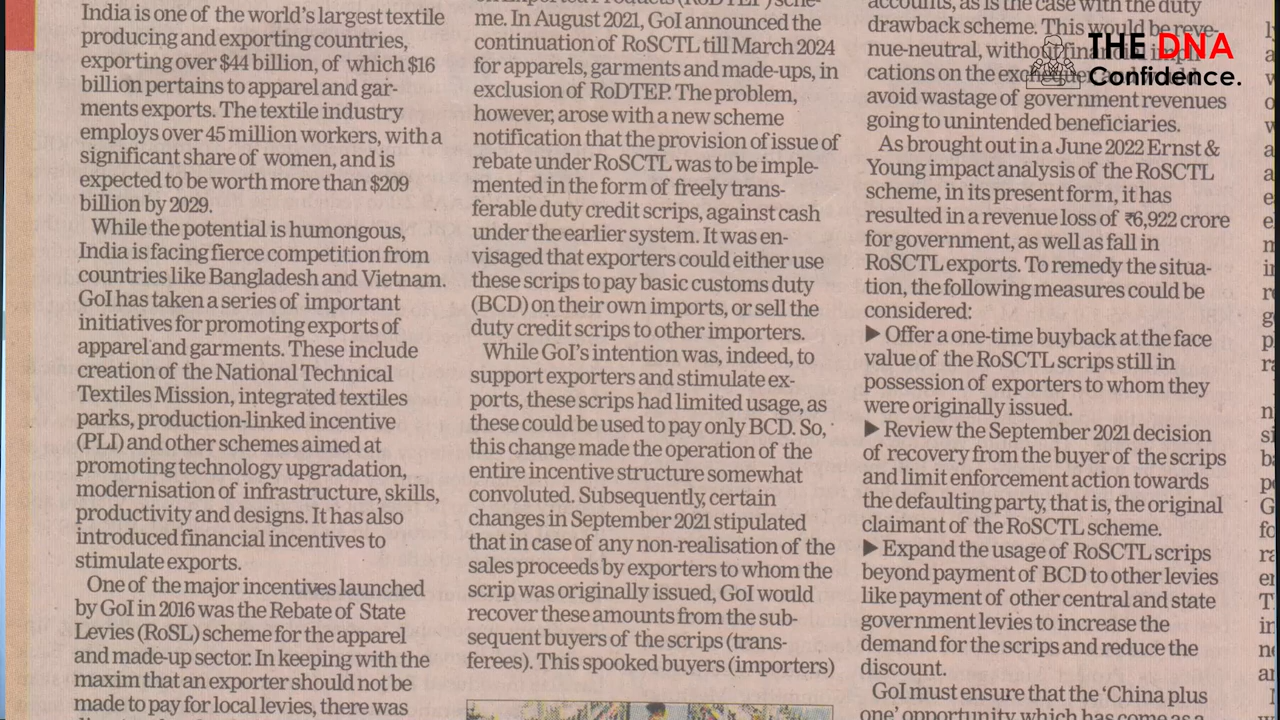 India is one of the world's largest textile
producing and exporting countries,
exporting over $44 billion, of which $16
billion pertains to apparel and gar-
ments exports. The textile industry
employs over 45 million workers, with a
significant share of women, and is
expected to be worth more than $209
billion by 2029.
While the potential is humongous,
India is facing fierce competition from
countries like Bangladesh and Vietnam.
GoI has taken a series of important
initiatives for promoting exports of
apparel and garments. These include
creation of the National Technical
Textiles Mission, integrated textiles
parks, production-linked incentive
(PLI) and other schemes aimed at
promoting technology upgradation,
modernisation of infrastructure, skills,
productivity and designs. It has also
introduced financial incentives to
stimulate exports.
One of the major incentives launched
by GoI in 2016 was the Rebate of State
Levies (RoSL) scheme for the apparel
and made-up sector. In keeping with the
maxim that an exporter should not be
made to pay for local levies, there was
me. In August 2021, GoI announced the
continuation of RoSCTL till March 2024
for apparels, garments and made-ups, in
exclusion of RoDTEP. The problem,
however, arose with a new scheme
notification that the provision of issue of
rebate under RoSCTL was to be imple-
mented in the form of freely trans-
ferable duty credit scrips, against cash
under the earlier system. It was en-
visaged that exporters could either use
these scrips to pay basic customs duty
(BCD) on their own imports, or sell the
duty credit scrips to other importers.
While GoI's intention was, indeed, to
support exporters and stimulate ex-
ports, these scrips had limited usage, as
these could be used to pay only BCD. So,
this change made the operation of the
entire incentive structure somewhat
convoluted. Subsequently, certain
changes in September 2021 stipulated
that in case of any non-realisation of the
sales proceeds by exporters to whom the
scrip was originally issued, GoI would
recover these amounts from the sub-
sequent buyers of the scrips (trans-
ferees). This spooked buyers (importers)
accounts, as is the case with the duty
drawback scheme. This would be reve-
nue-neutral, without financial impli-
cations on the exchequer
avoid wastage of government revenues
going to unintended beneficiaries.
As brought out in a June 2022 Ernst &
Young impact analysis of the RoSCTL
scheme, in its present form, it has
resulted in a revenue loss of ₹6,922 crore
for government, as well as fall in
RoSCTL exports. To remedy the situa-
tion, the following measures could be
considered:
▶ Offer a one-time buyback at the face
value of the RoSCTL scrips still in
possession of exporters to whom they
were originally issued.
▶ Review the September 2021 decision
of recovery from the buyer of the scrips
and limit enforcement action towards
the defaulting party, that is, the original
claimant of the RoSCTL scheme.
▶ Expand the usage of RoSCTL scrips
beyond payment of BCD to other levies
like payment of other central and state
government levies to increase the
demand for the scrips and reduce the
discount.
GoI must ensure that the 'China plus
one' opportunity which has come as a
THE DNA
Confidence.